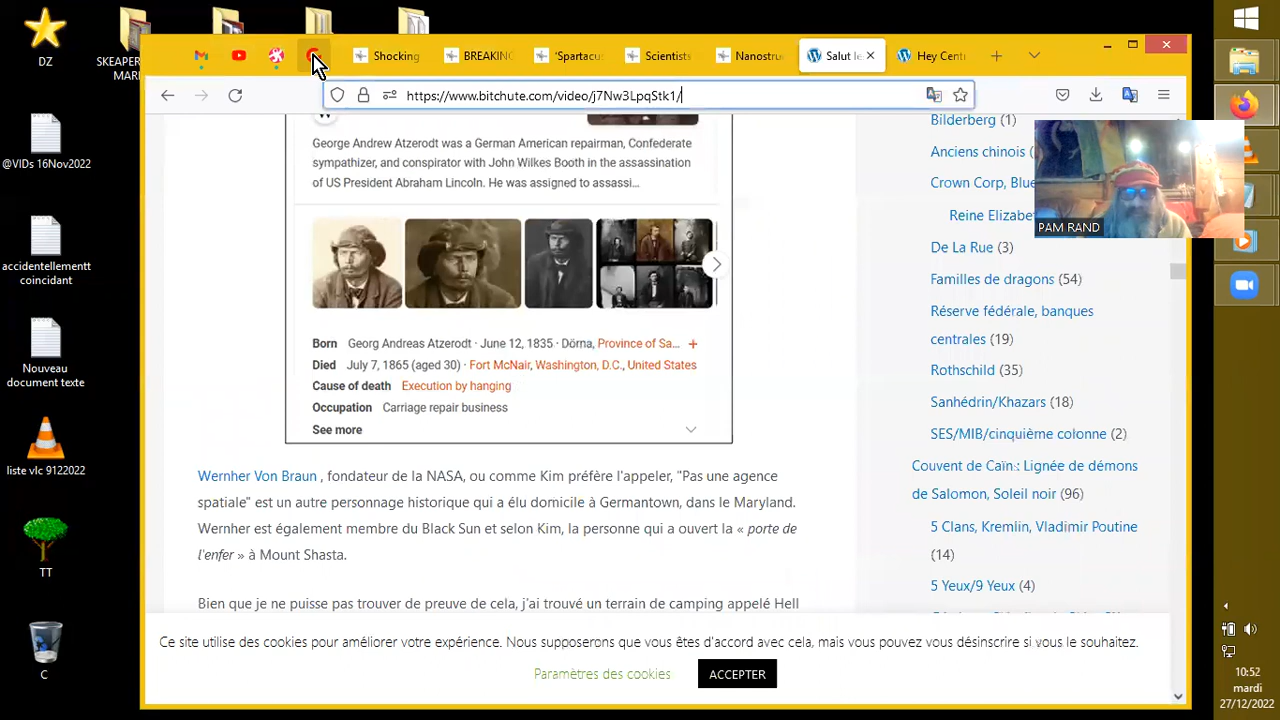 DZ
SKEAPER
MARI
Shocking
BREAKING
'Spartacu
Scientists
Nanostru
Salut le
Hey Cent
https://www.bitchute.com/video/j7Nw3LpqStk1/
@VIDs 16Nov2022
accidentellementt
coincidant
Nouveau
document texte
liste vlc 9122022
TT
C
George Andrew Atzerodt was a German American repairman, Confederate
sympathizer, and conspirator with John Wilkes Booth in the assassination
of US President Abraham Lincoln. He was assigned to assassi...
Born Georg Andreas Atzerodt · June 12, 1835 · Dörna, Province of Sa... +
Died July 7, 1865 (aged 30) · Fort McNair, Washington, D.C., United States
Cause of death Execution by hanging
Occupation Carriage repair business
See more
Wernher Von Braun , fondateur de la NASA, ou comme Kim préfère l'appeler, "Pas une agence
spatiale" est un autre personnage historique qui a élu domicile à Germantown, dans le Maryland.
Wernher est également membre du Black Sun et selon Kim, la personne qui a ouvert la « porte de
l'enfer » à Mount Shasta.
Bien que je ne puisse pas trouver de preuve de cela, j'ai trouvé un terrain de camping appelé Hell
Bilderberg (1)
Anciens chinois (
Crown Corp, Blue
Reine Elizabe
De La Rue (3)
Familles de dragons (54)
Réserve fédérale, banques
centrales (19)
Rothschild (35)
Sanhédrin/Khazars (18)
SES/MIB/cinquième colonne (2)
Couvent de Caïn : Lignée de démons
de Salomon, Soleil noir (96)
5 Clans, Kremlin, Vladimir Poutine
(14)
5 Yeux/9 Yeux (4)
PAM RAND
Ce site utilise des cookies pour améliorer votre expérience. Nous supposerons que vous êtes d'accord avec cela, mais vous pouvez vous désinscrire si vous le souhaitez.
Paramètres des cookies
ACCEPTER
10:52
mardi
27/12/2022